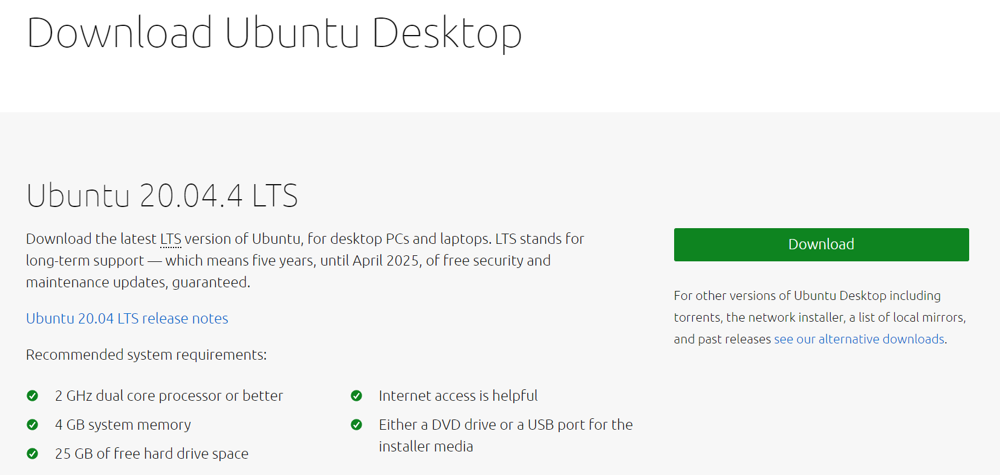 Download Ubuntu Desktop
Ubuntu 20.04.4 LTS
Download the latest LTS version of Ubuntu, for desktop PCs and laptops. LTS stands for
long-term support — which means five years, until April 2025, of free security and
maintenance updates, guaranteed.
Ubuntu 20.04 LTS release notes
Recommended system requirements:
2 GHz dual core processor or better
4 GB system memory
25 GB of free hard drive space
Internet access is helpful
Either a DVD drive or a USB port for the
installer media
Download
For other versions of Ubuntu Desktop including
torrents, the network installer, a list of local mirrors,
and past releases see our alternative downloads.